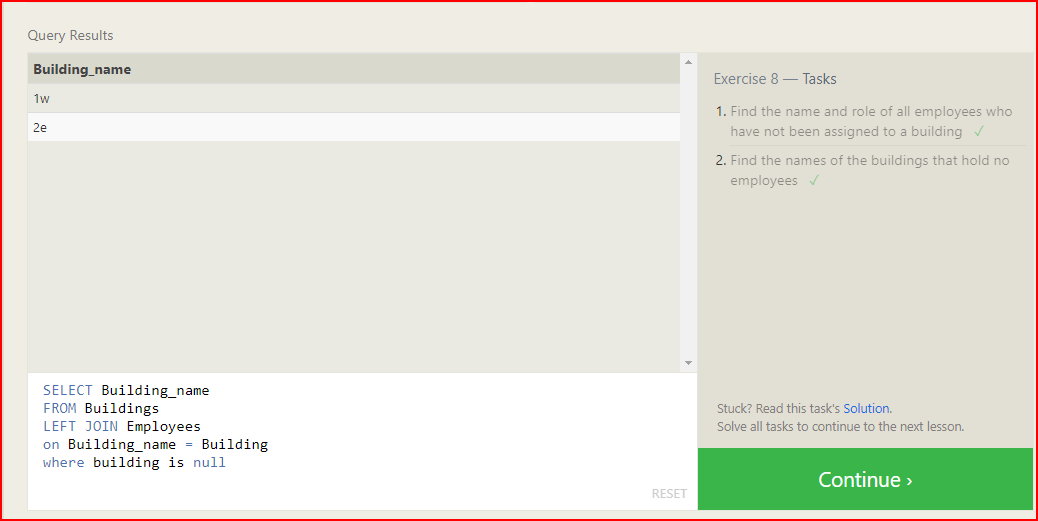 Query Results
Building_name
1w
2e
SELECT Building_name
FROM Buildings
LEFT JOIN Employees
on Building_name = Building
where building is null
RESET
Exercise 8 — Tasks
1. Find the name and role of all employees who
have not been assigned to a building ✓
2. Find the names of the buildings that hold no
employees ✓
Stuck? Read this task's Solution.
Solve all tasks to continue to the next lesson.
Continue ›